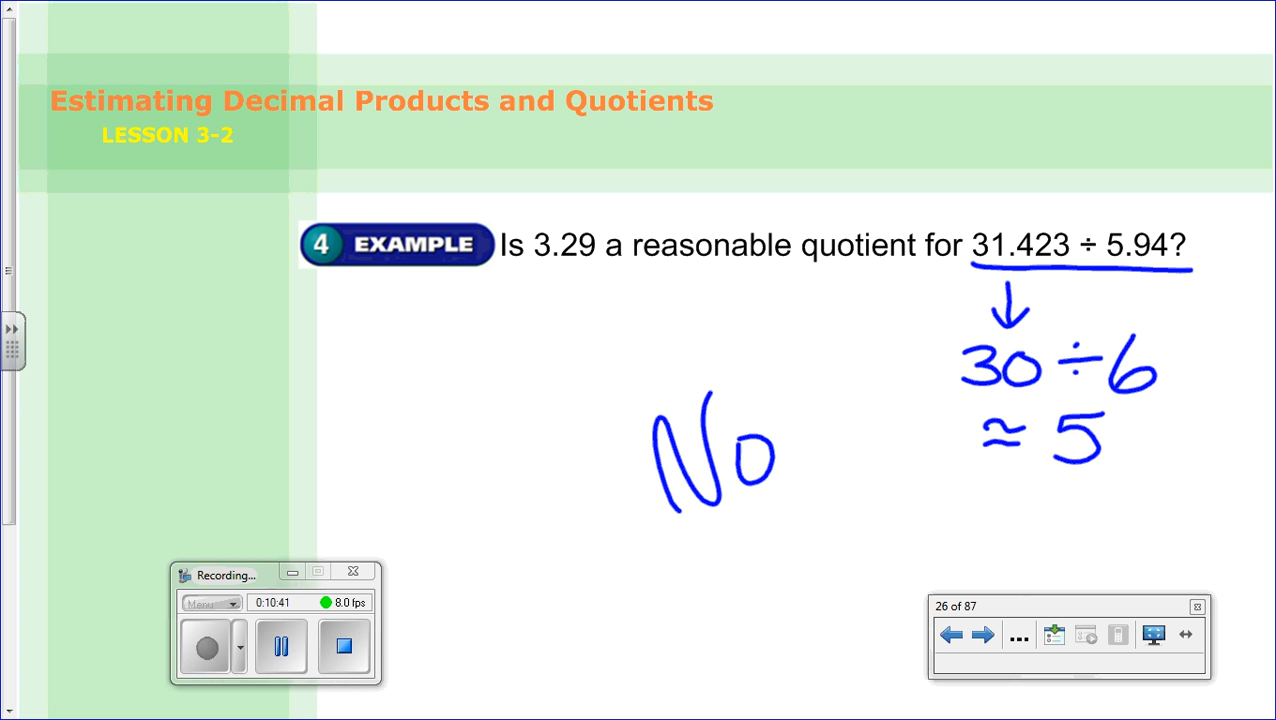 Estimating Decimal Products and Quotients
LESSON 3-2
4 EXAMPLE Is 3.29 a reasonable quotient for 31.423 ÷ 5.94?
30 ÷ 6
≈ 5
No
Recording...
Menu 0:10:41 8.0 fps
26 of 87
...